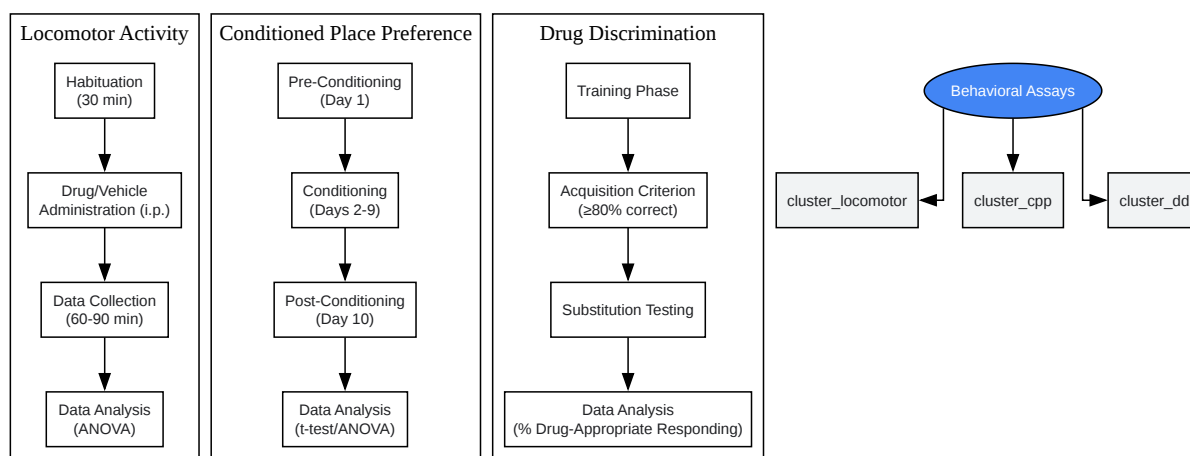 Locomotor Activity
Habituation
(30 min)
Drug/Vehicle
Administration (i.p.)
Data Collection
(60-90 min)
Data Analysis
(ANOVA)
Conditioned Place Preference
Pre-Conditioning
(Day 1)
Conditioning
(Days 2-9)
Post-Conditioning
(Day 10)
Data Analysis
(t-test/ANOVA)
Drug Discrimination
Training Phase
Acquisition Criterion
(≥80% correct)
Substitution Testing
Data Analysis
(% Drug-Appropriate Responding)
Behavioral Assays
cluster_locomotor
cluster_cpp
cluster_dd